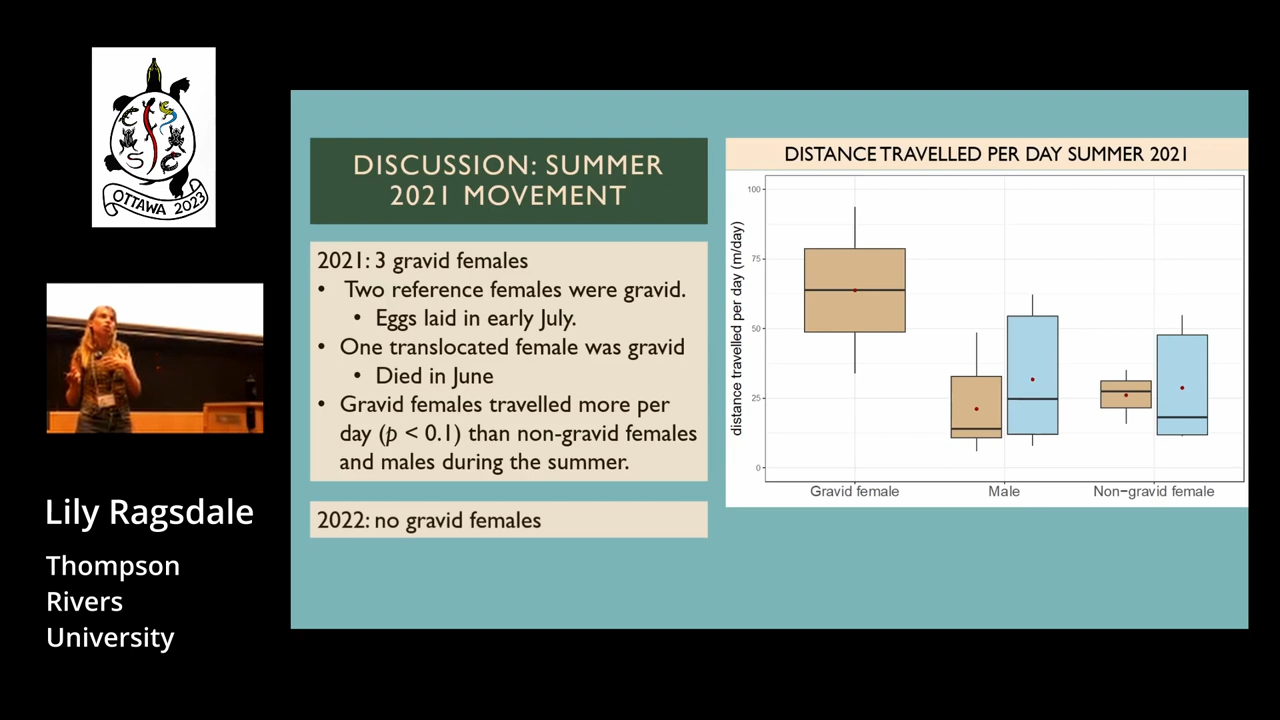 C
S
S
C
OTTAWA 2023
Lily Ragsdale
Thompson
Rivers
University
DISCUSSION: SUMMER
2021 MOVEMENT
2021: 3 gravid females
• Two reference females were gravid.
• Eggs laid in early July.
• One translocated female was gravid
• Died in June
• Gravid females travelled more per
day (p < 0.1) than non-gravid females
and males during the summer.
2022: no gravid females
DISTANCE TRAVELLED PER DAY SUMMER 2021
distance travelled per day (m/day)
100
75
50
25
0
Gravid female Male Non-gravid female